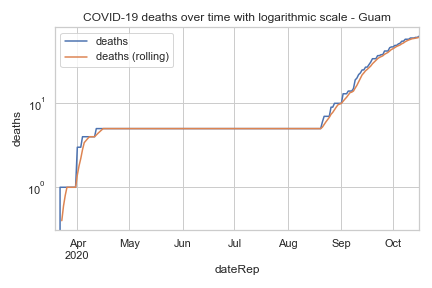 COVID-19 deaths over time with logarithmic scale - Guam
deaths
deaths (rolling)
deaths
10¹
10⁰
Apr
2020
May
Jun
Jul
Aug
Sep
Oct
dateRep